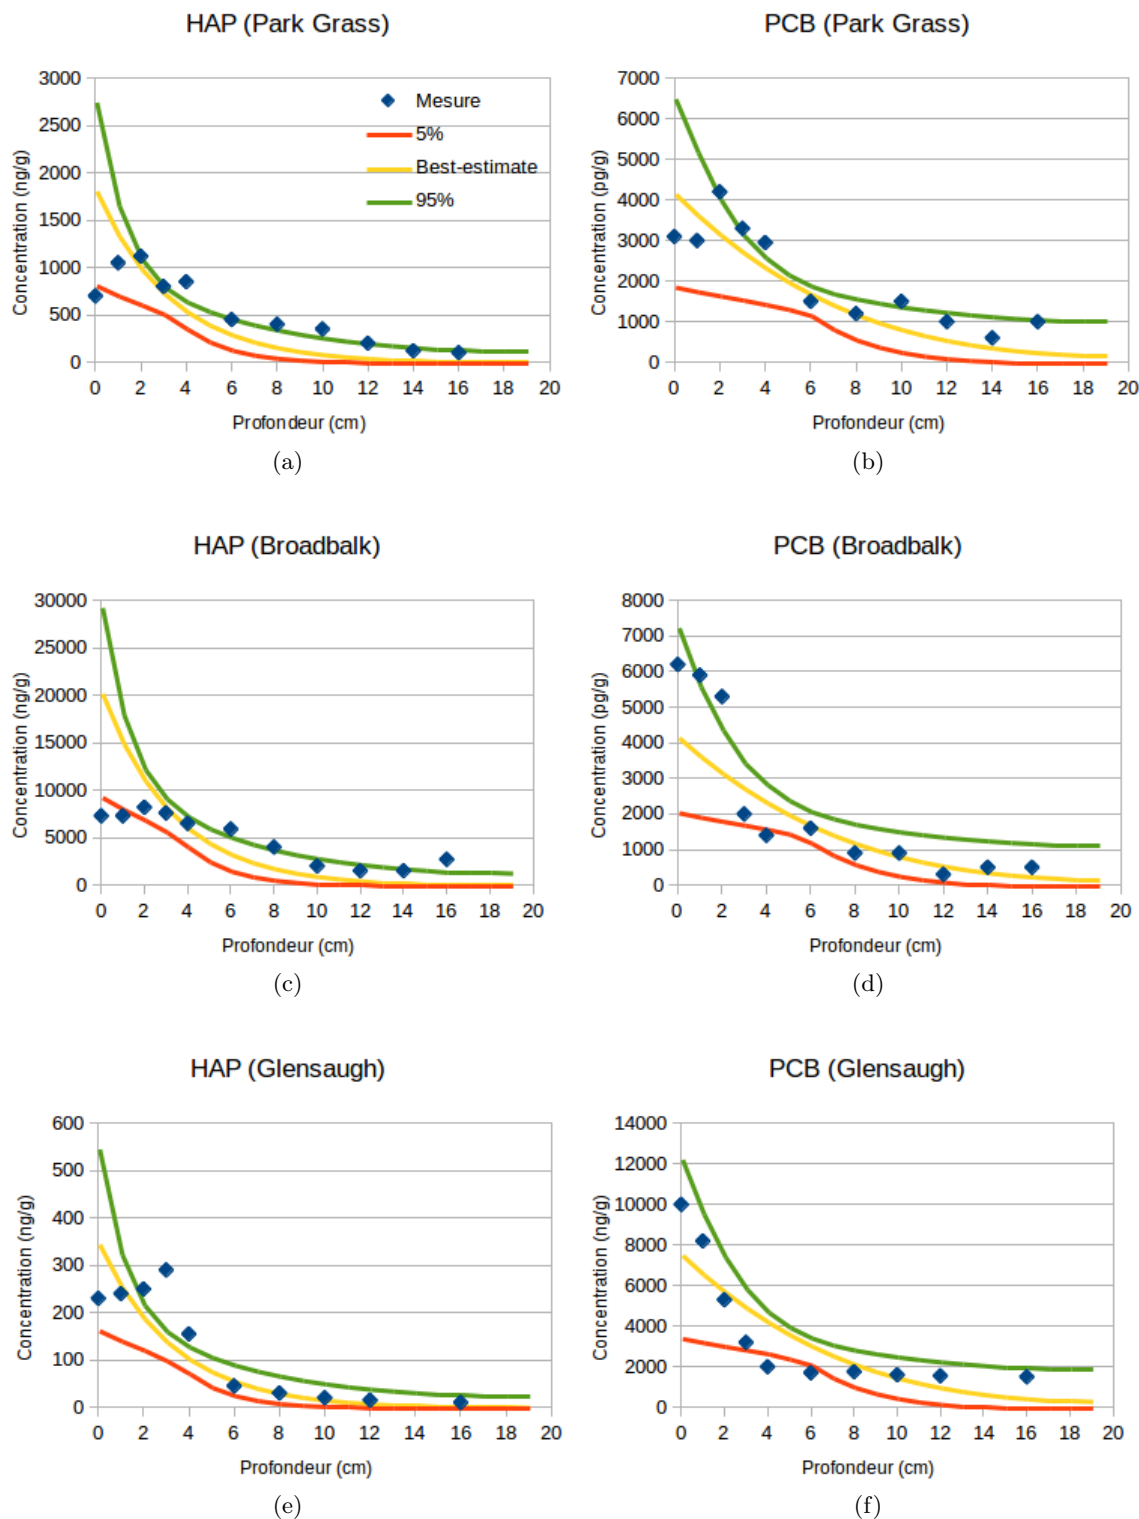 HAP (Park Grass)
3000
2500
2000
1500
1000
500
0
Concentration (ng/g)
Mesure
5%
Best-estimate
95%
0 2 4 6 8 10 12 14 16 18 20
Profondeur (cm)
(a)
PCB (Park Grass)
7000
6000
5000
4000
3000
2000
1000
0
Concentration (pg/g)
0 2 4 6 8 10 12 14 16 18 20
Profondeur (cm)
(b)
HAP (Broadbalk)
30000
25000
20000
15000
10000
5000
0
Concentration (ng/g)
0 2 4 6 8 10 12 14 16 18 20
Profondeur (cm)
(c)
PCB (Broadbalk)
8000
7000
6000
5000
4000
3000
2000
1000
0
Concentration (pg/g)
0 2 4 6 8 10 12 14 16 18 20
Profondeur (cm)
(d)
HAP (Glensaugh)
600
500
400
300
200
100
0
Concentration (ng/g)
0 2 4 6 8 10 12 14 16 18 20
Profondeur (cm)
(e)
PCB (Glensaugh)
14000
12000
10000
8000
6000
4000
2000
0
Concentration (ng/g)
0 2 4 6 8 10 12 14 16 18 20
Profondeur (cm)
(f)